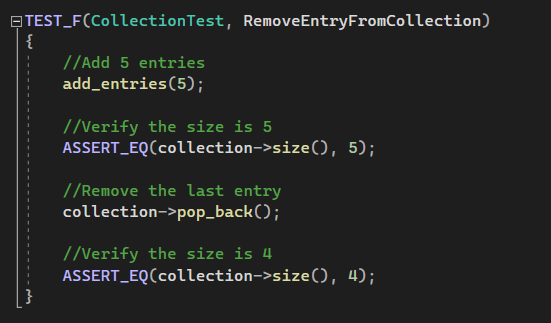 TEST_F(CollectionTest, RemoveEntryFromCollection)
{
//Add 5 entries
add_entries(5);
//Verify the size is 5
ASSERT_EQ(collection->size(), 5);
//Remove the last entry
collection->pop_back();
//Verify the size is 4
ASSERT_EQ(collection->size(), 4);
}